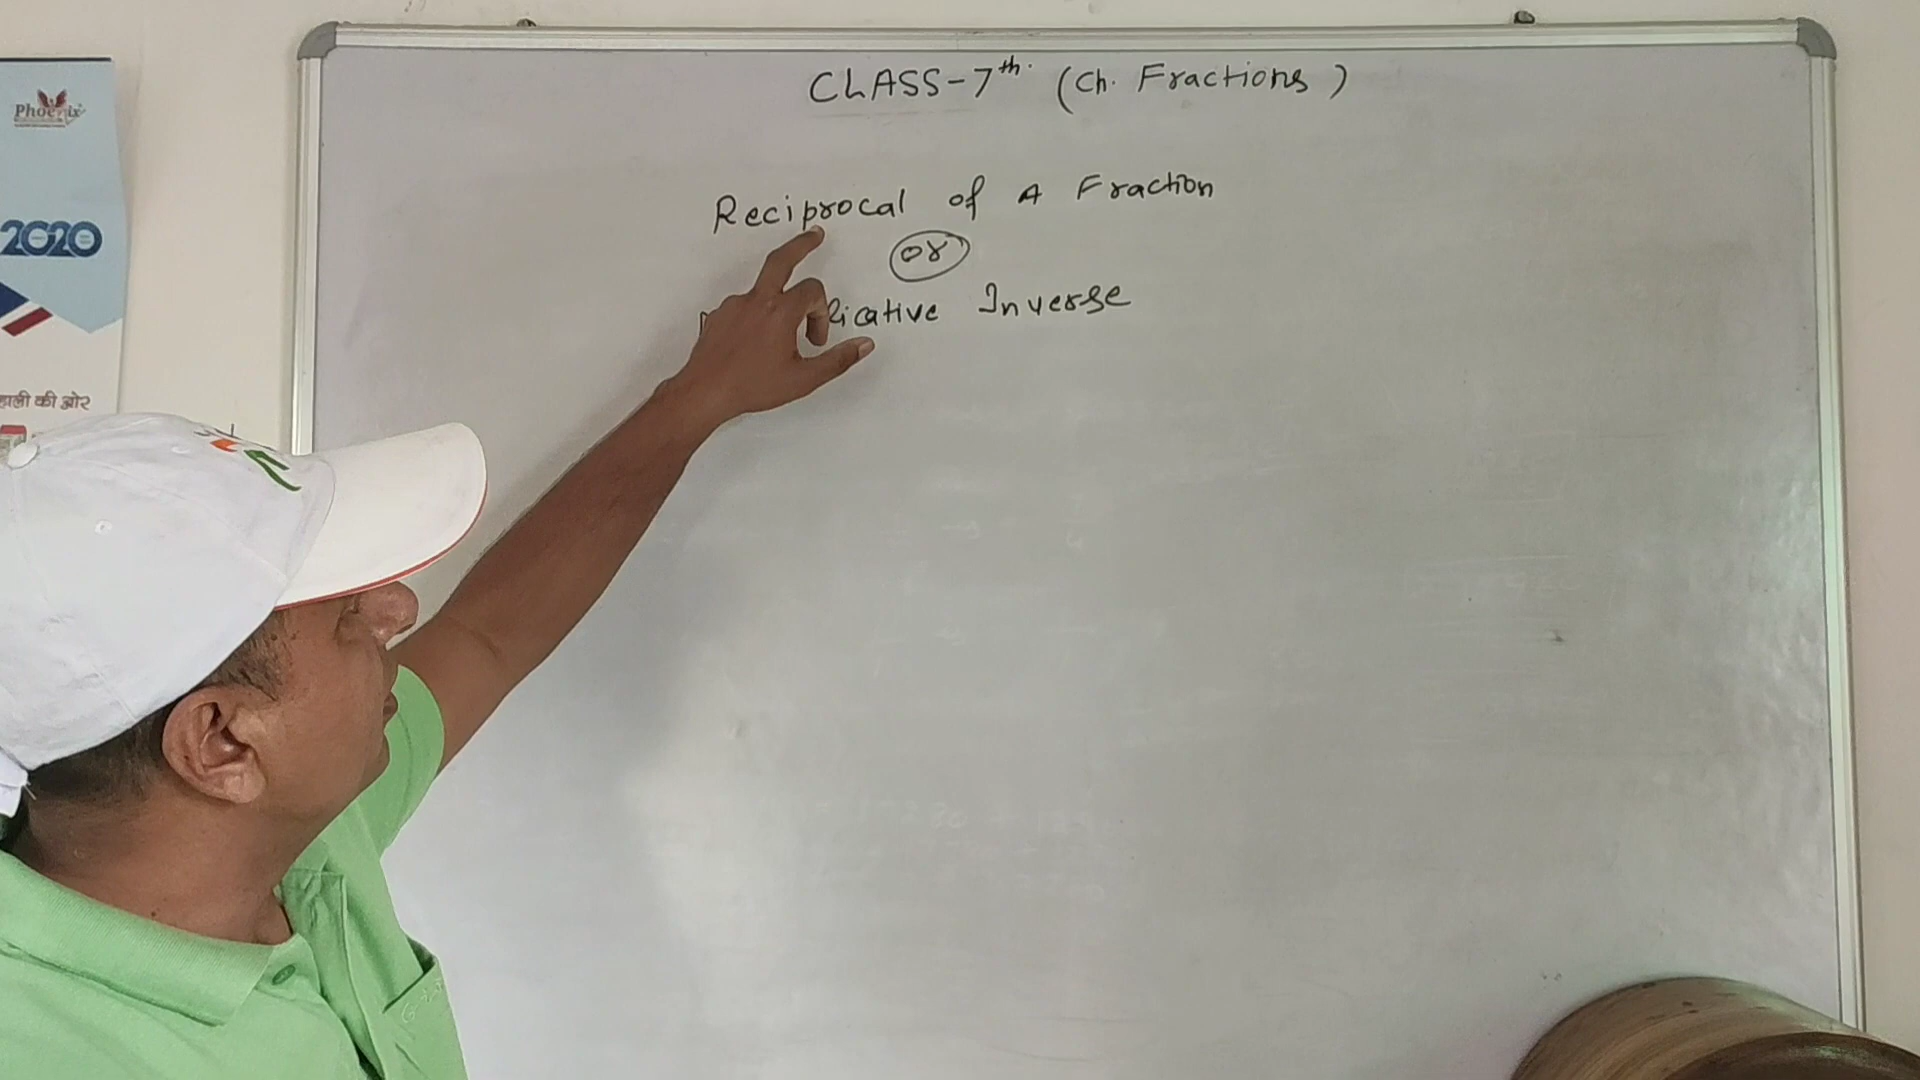 CLASS-7th. (Ch. Fractions)
Phoenix
Reciprocal of A Fraction
2020
or
licative Inverse
की ओर